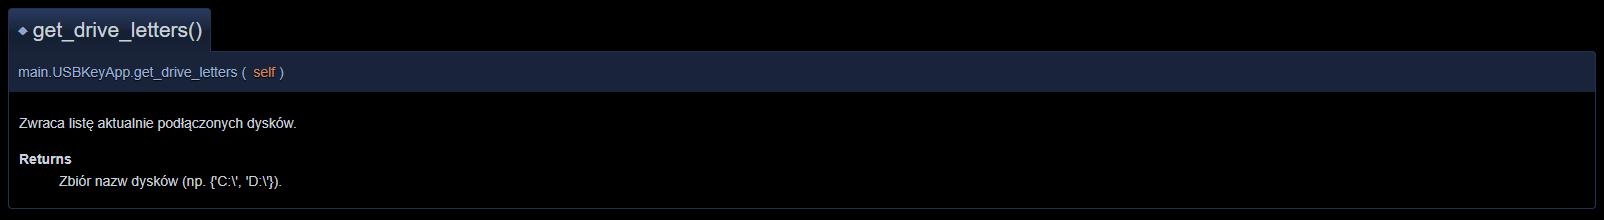 get_drive_letters()
main.USBKeyApp.get_drive_letters ( self )
Zwraca listę aktualnie podłączonych dysków.
Returns
Zbiór nazw dysków (np. {'C:\', 'D:\'}).